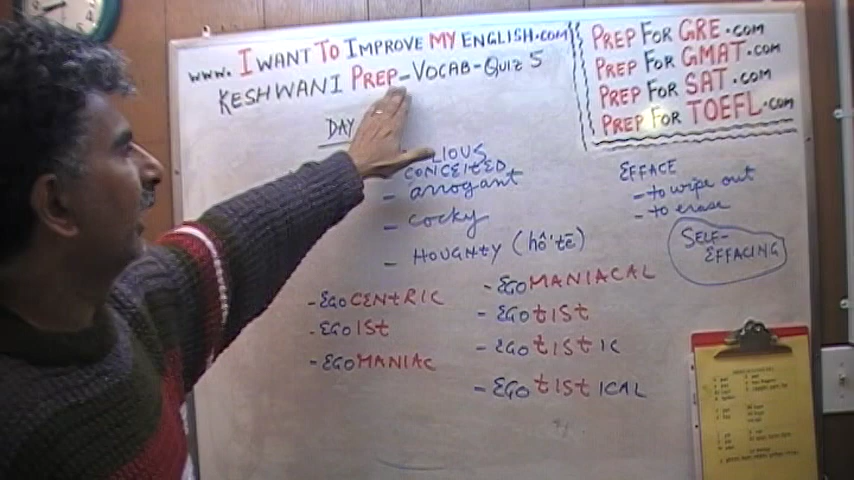 www. I WANT TO IMPROVE MY ENGLISH.COM
KESHWANI PREP-VOCAB-QUIZ 5
PREP FOR GRE.COM
PREP FOR GMAT.COM
PREP FOR SAT.COM
PREP FOR TOEFL.COM
DAY
LIOUS
CONCEITED
- arrogant
- cocky
- HOUGHTY (hô'tē)
EFFACE
- to wipe out
- to erase
SELF-
EFFACING
- EGOCENTRIC
- EGOIST
- EGOMANIAC
- EGOMANIACAL
- EGOTIST
- EGOTISTIC
- EGOTISTICAL